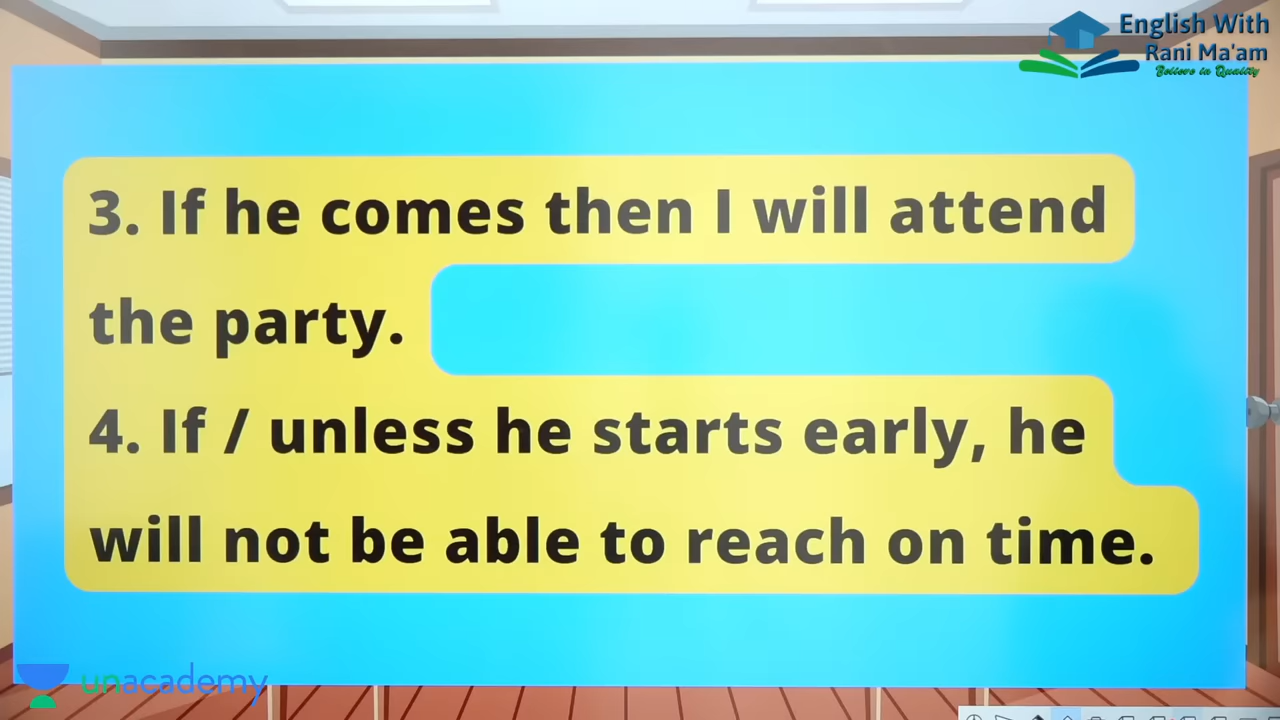 English With
Rani Ma'am
Believe in Quality
3. If he comes then I will attend
the party.
4. If / unless he starts early, he
will not be able to reach on time.
unacademy